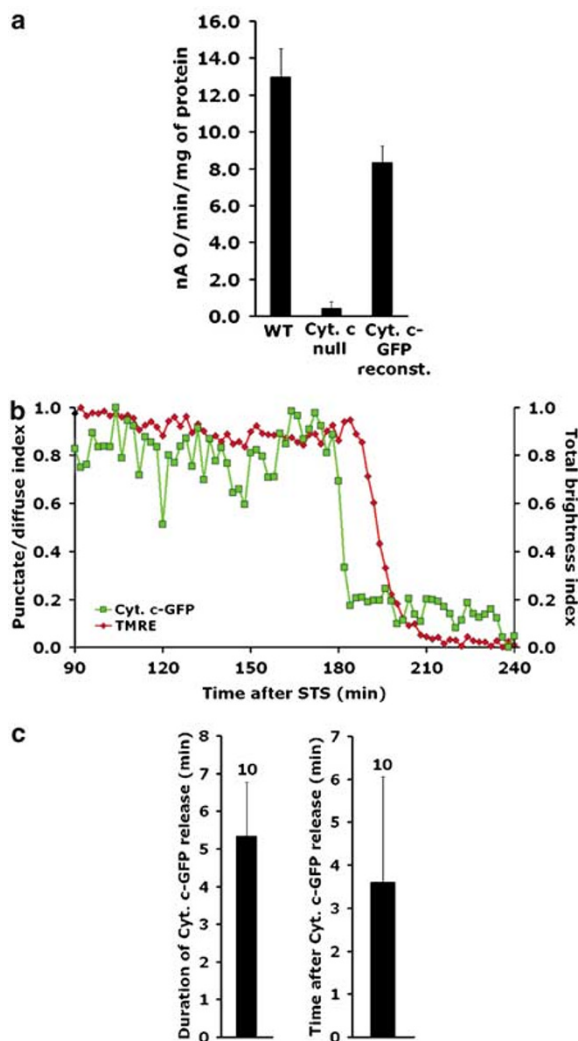 a
nA O/min/mg of protein
16.0
14.0
12.0
10.0
8.0
6.0
4.0
2.0
0.0
WT
Cyt. c
null
Cyt. c-
GFP
reconst.
b
Punctate/diffuse index
1.0
0.8
0.6
0.4
0.2
0.0
Cyt. c-GFP
TMRE
90
120
150
180
210
240
Time after STS (min)
1.0
0.8
0.6
0.4
0.2
0.0
Total brightness index
c
Duration of Cyt. c-GFP release (min)
8
7
6
5
4
3
2
1
0
10
Time after Cyt. c-GFP release (min)
7
6
5
4
3
2
1
0
10